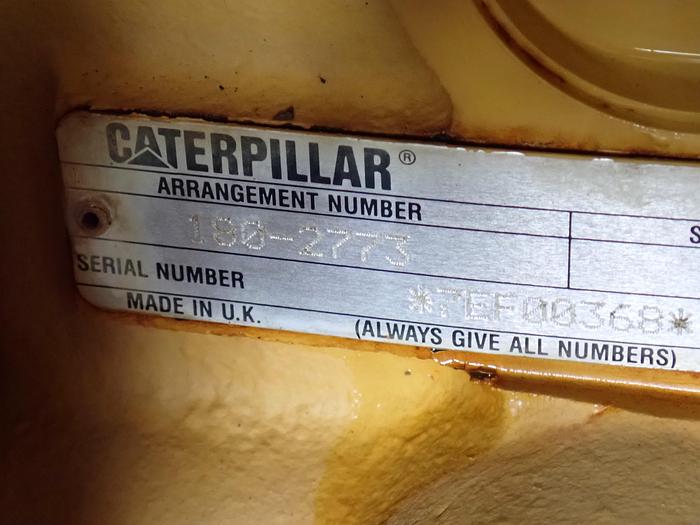 CATERPILLAR®
ARRANGEMENT NUMBER
S
180-2773
SERIAL NUMBER
*7EF00368*
MADE IN U.K.
(ALWAYS GIVE ALL NUMBERS)